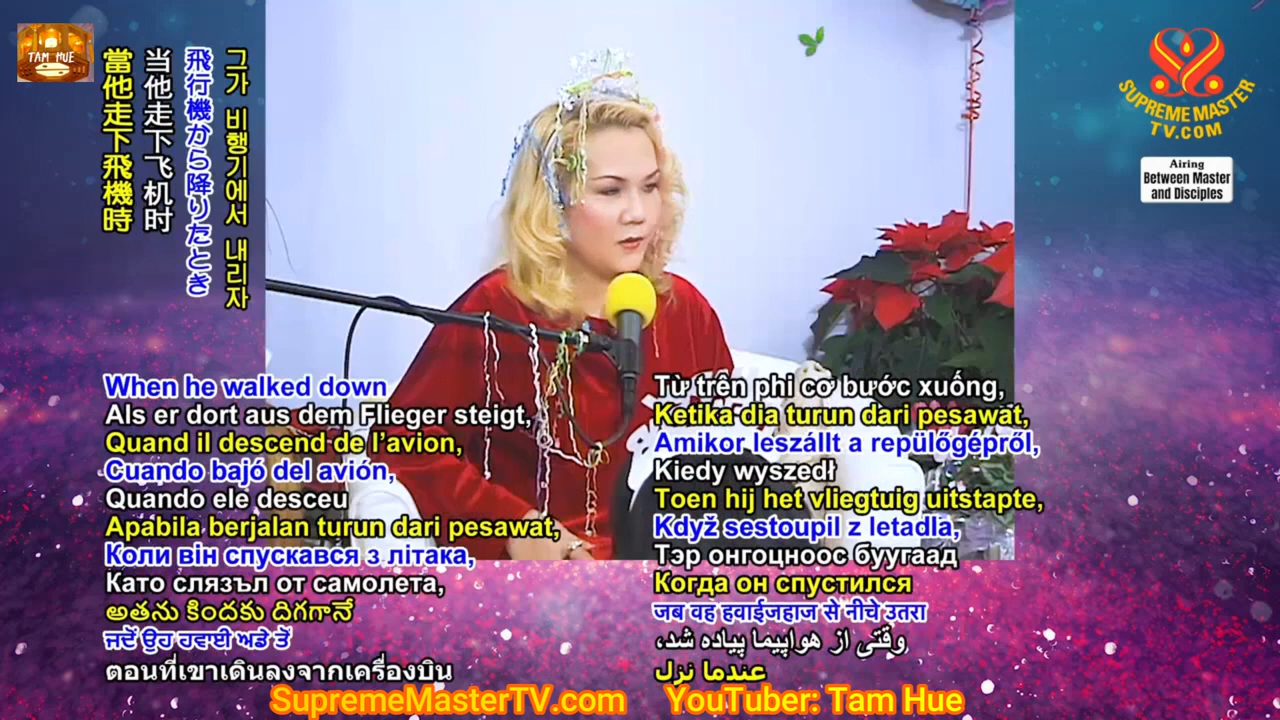 TAM HUE
當他走下飛機時
当他走下飞机时
飛行機から降りたとき
그가 비행기에서 내리자
SUPREME MASTER
TV.COM
Airing
Between Master
and Disciples
When he walked down
Als er dort aus dem Flieger steigt,
Quand il descend de l’avion,
Cuando bajó del avión,
Quando ele desceu
Apabila berjalan turun dari pesawat,
Коли він спускався з літака,
Като слязъл от самолета,
అతను కిందకు దిగగానే
ਜਦੋਂ ਉਹ ਹਵਾਈ ਅਡੇ ਤੋਂ
ตอนที่เขาเดินลงจากเครื่องบิน
Từ trên phi cơ bước xuống,
Ketika dia turun dari pesawat,
Amikor leszállt a repülőgépről,
Kiedy wyszedł
Toen hij het vliegtuig uitstapte,
Když sestoupil z letadla,
Тэр онгоцноос буугаад
Когда он спустился
जब वह हवाईजहाज से नीचे उतरा
وقتی از هواپیما پیاده شد،
عندما نزل
SupremeMasterTV.com YouTuber: Tam Hue